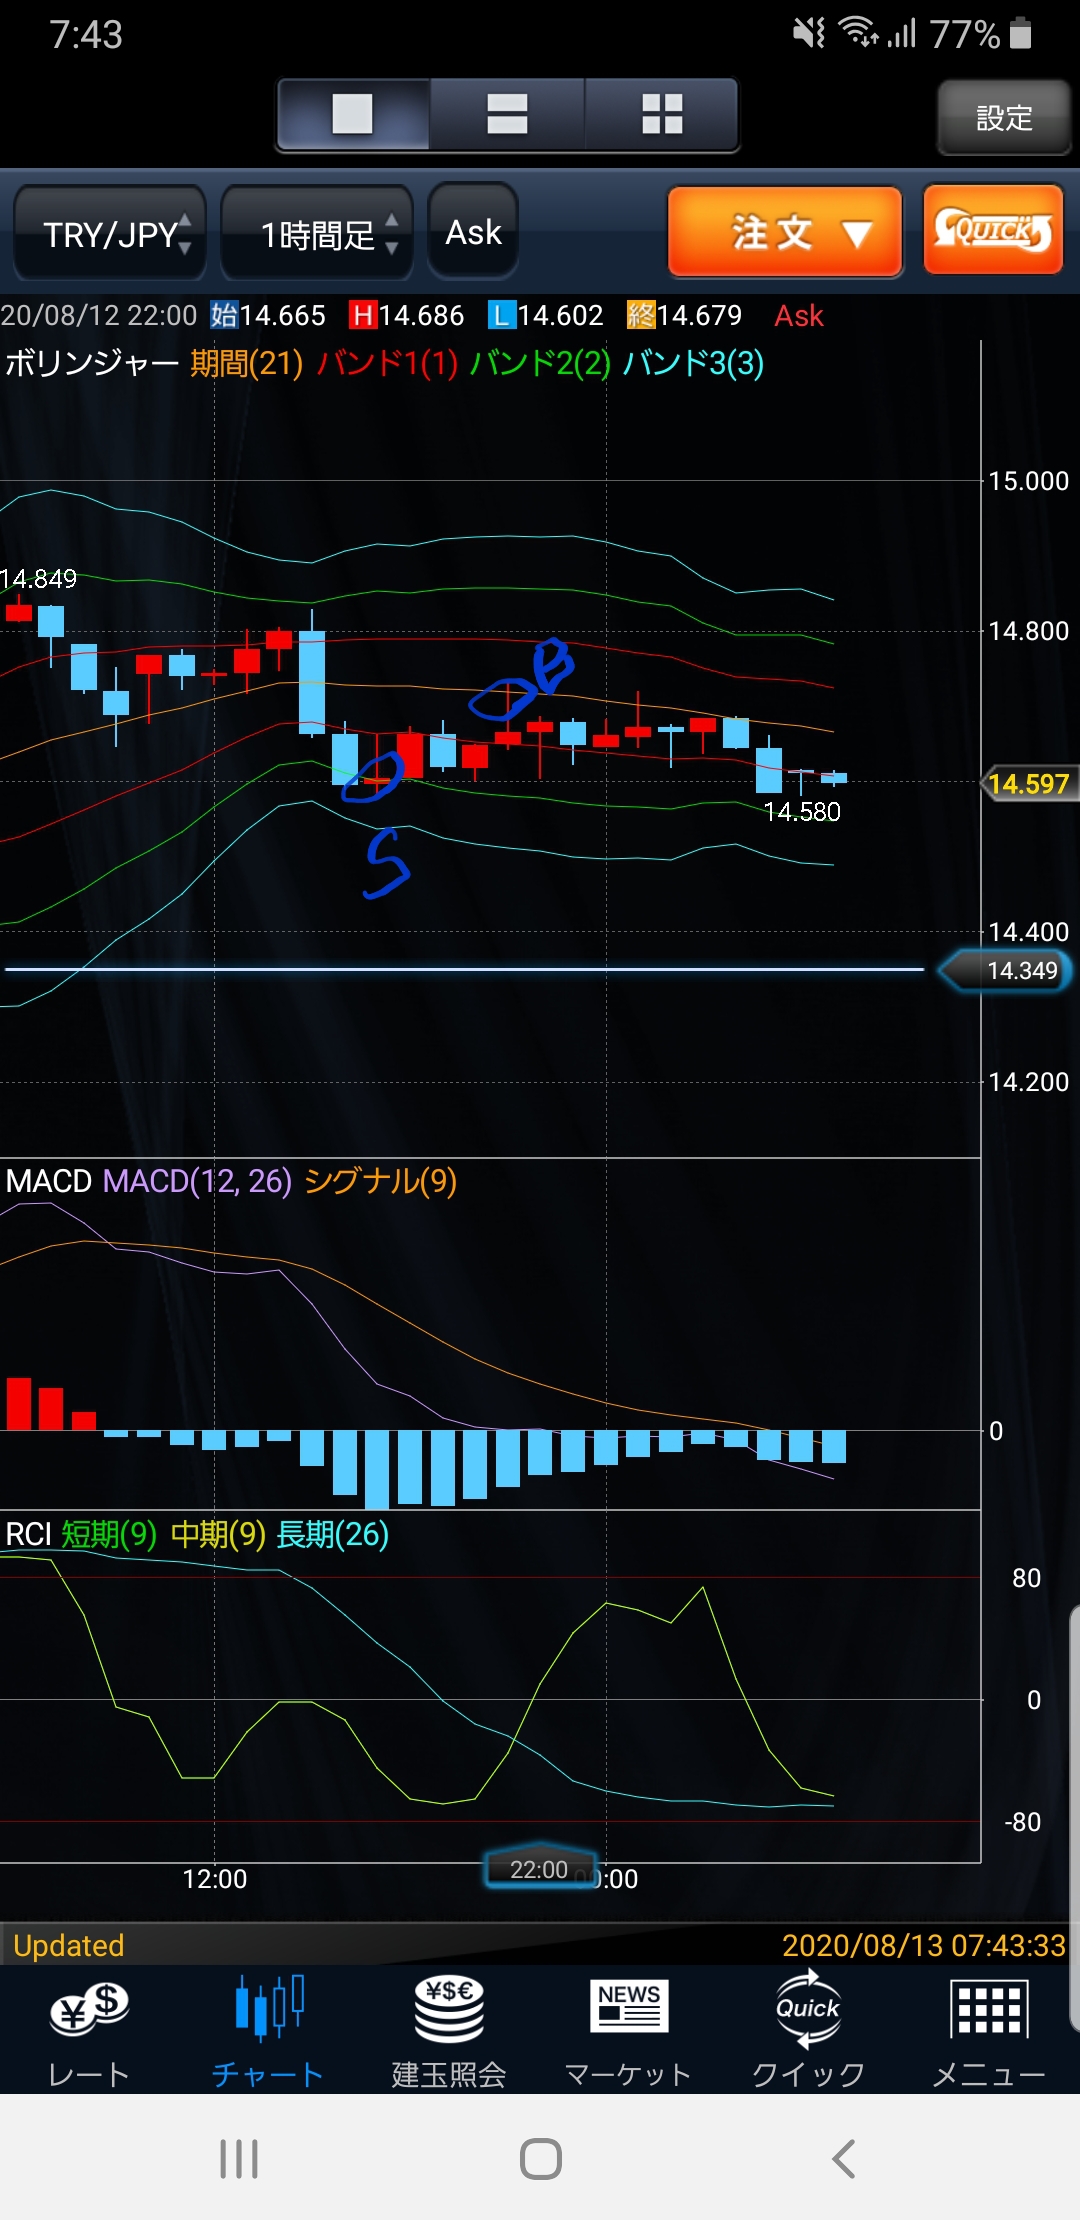 7:43 77%
設定
TRY/JPY 1時間足 Ask 注文 QUICK
20/08/12 22:00 始14.665 H14.686 L14.602 終14.679 Ask
ボリンジャー 期間(21) バンド1(1) バンド2(2) バンド3(3)
15.000
14.849
14.800
B
14.597
14.580
S
14.400
14.349
14.200
MACD MACD(12, 26) シグナル(9)
0
RCI 短期(9) 中期(9) 長期(26)
80
0
-80
12:00 22:00 00:00
Updated 2020/08/13 07:43:33
¥$ ¥$€ NEWS Quick
レート チャート 建玉照会 マーケット クイック メニュー